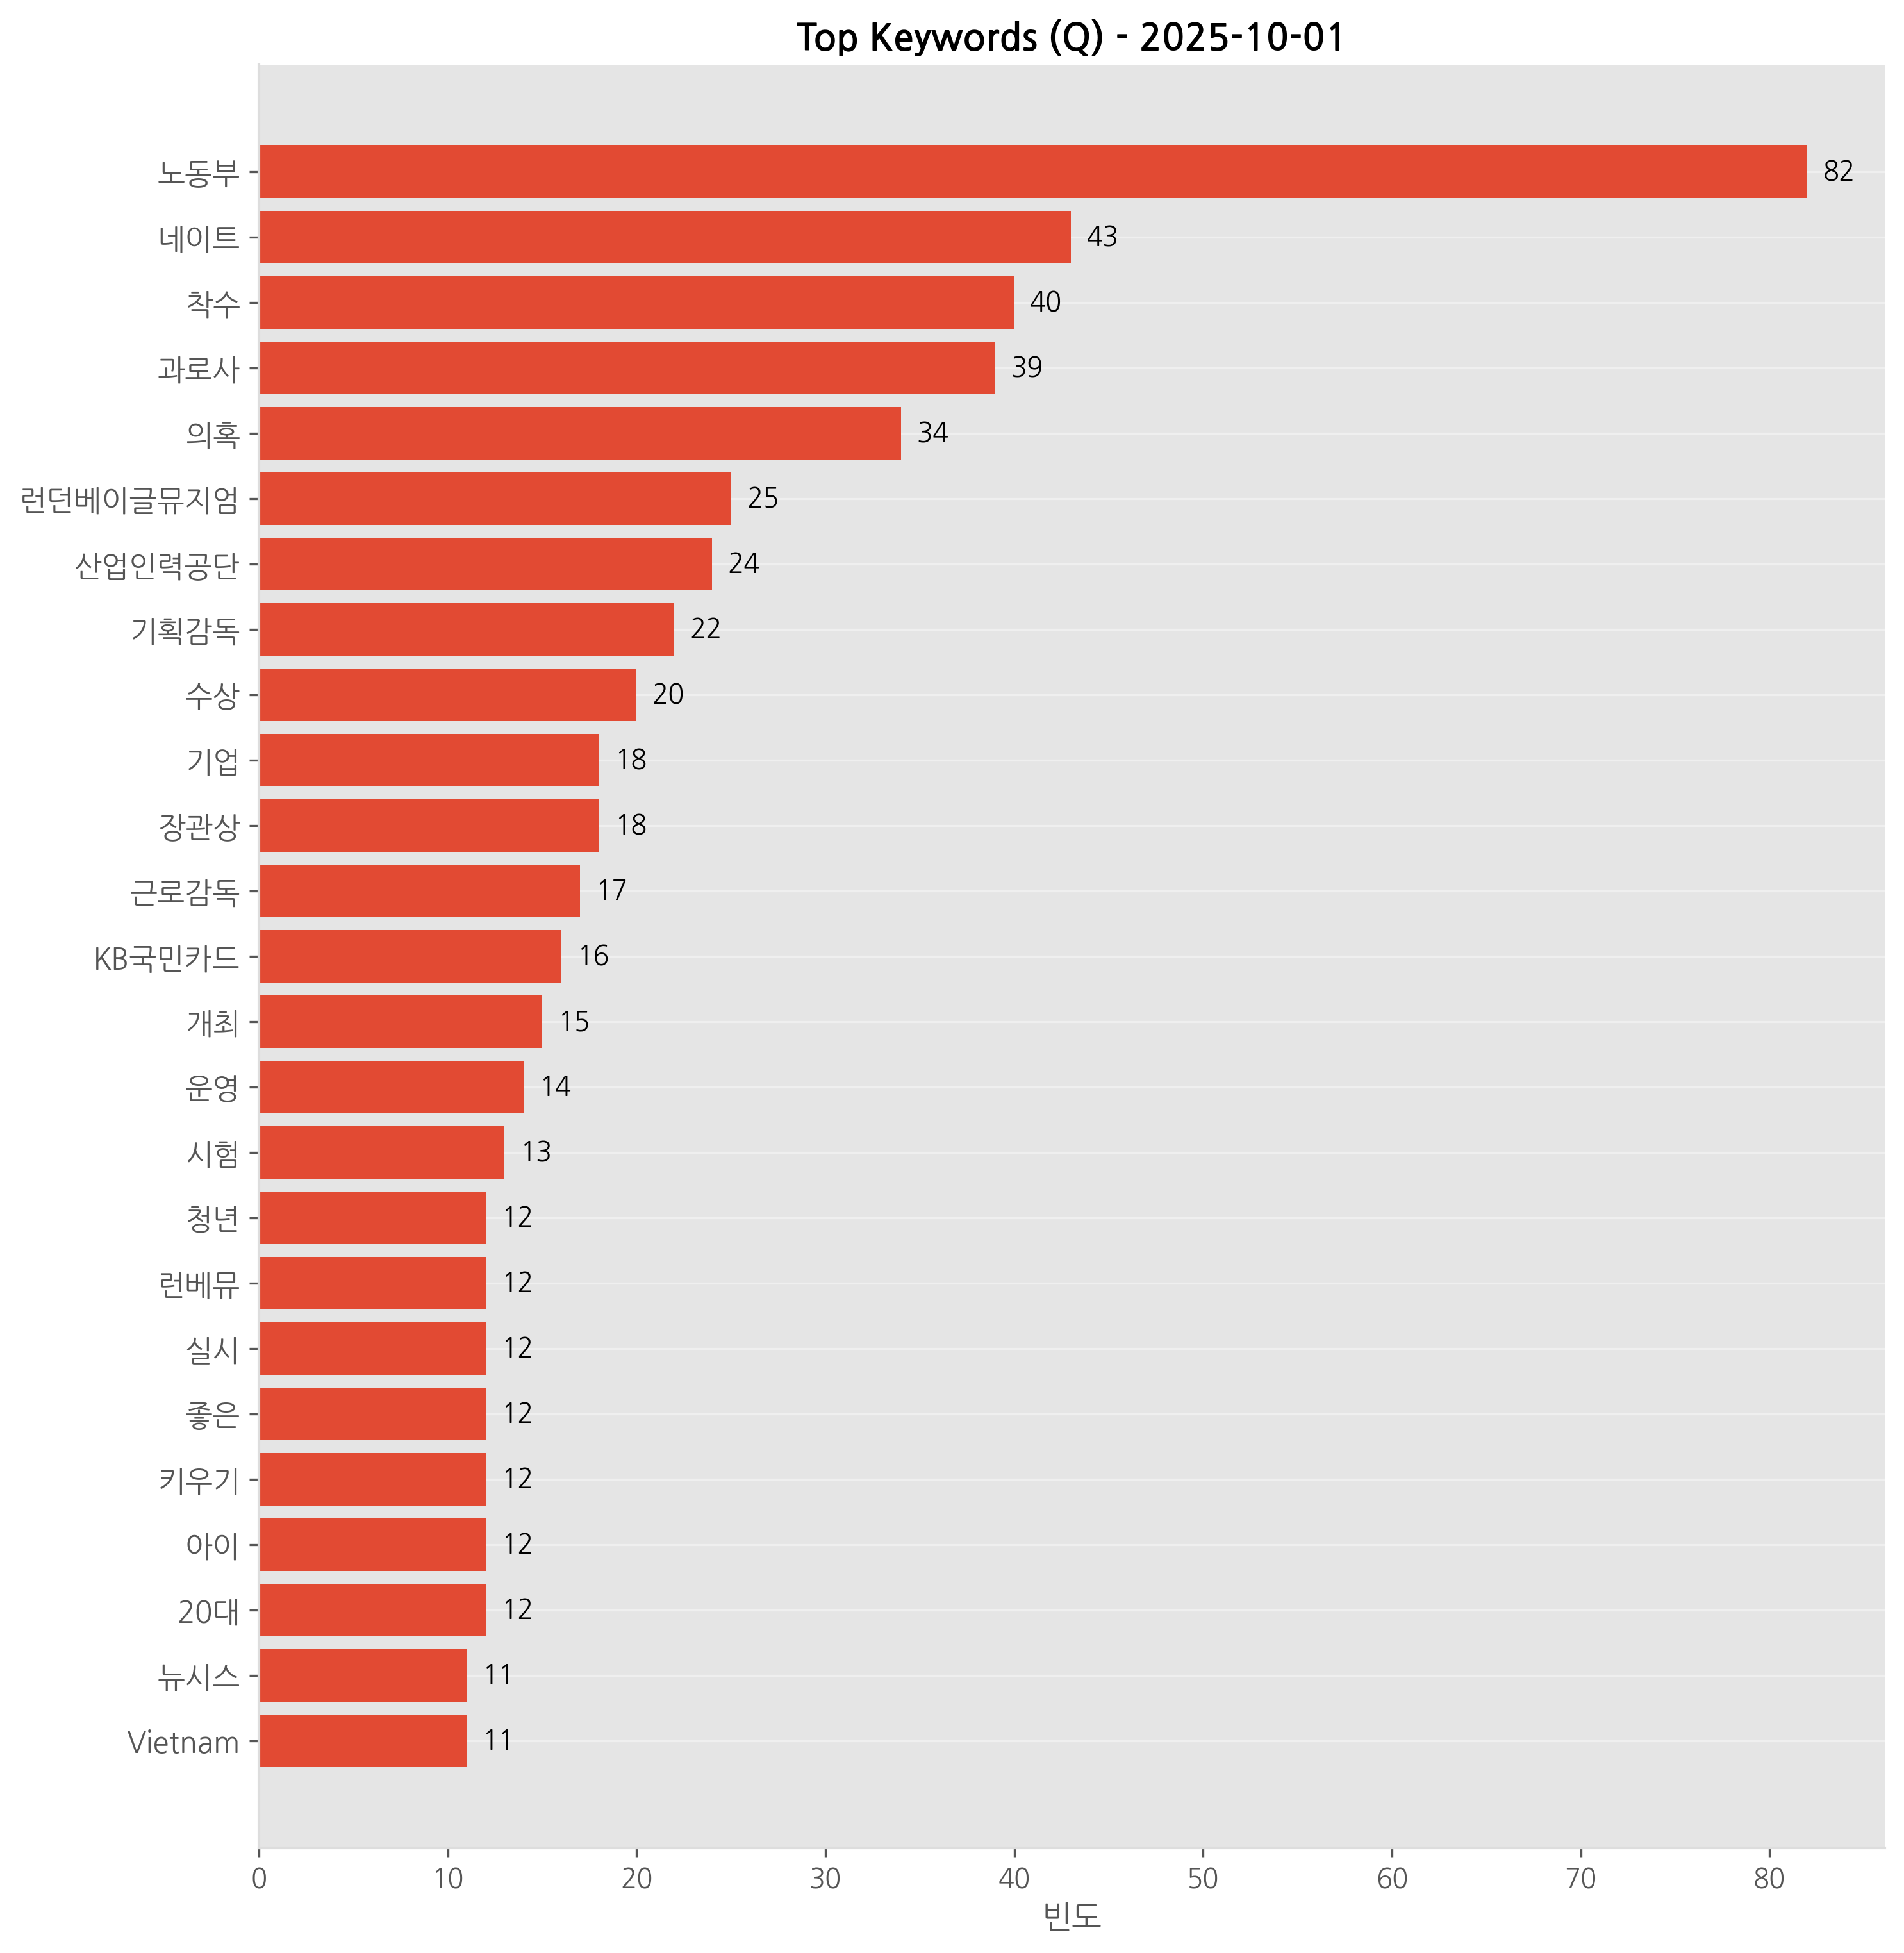 Top Keywords (Q) - 2025-10-01
노동부 82
네이트 43
착수 40
과로사 39
의혹 34
런던베이글뮤지엄 25
산업인력공단 24
기획감독 22
수상 20
기업 18
장관상 18
근로감독 17
KB국민카드 16
개최 15
운영 14
시험 13
청년 12
런베뮤 12
실시 12
좋은 12
키우기 12
아이 12
20대 12
뉴시스 11
Vietnam 11
0 10 20 30 40 50 60 70 80
빈도